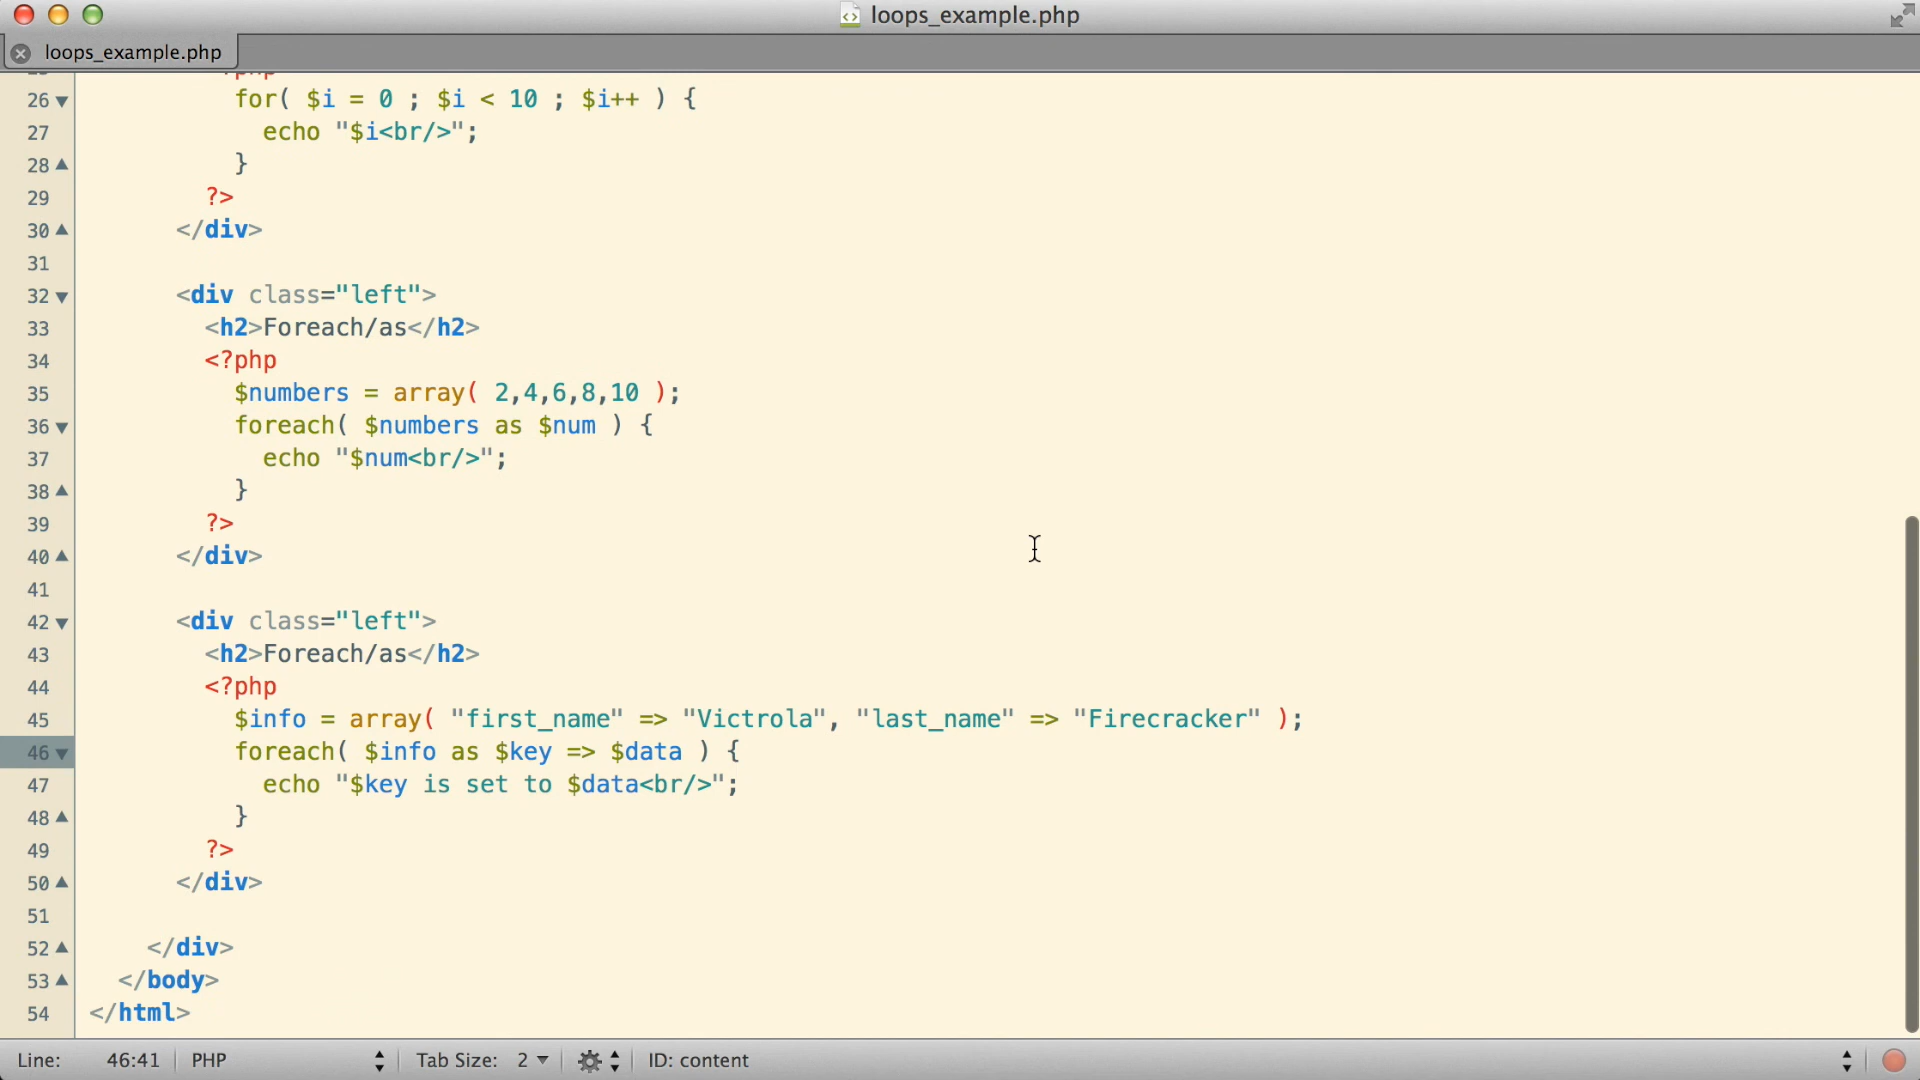 loops_example.php
loops_example.php
?php
26 for( $i = 0 ; $i < 10 ; $i++ ) {
27 echo "$i<br/>";
28 }
29 ?>
30 </div>
31
32 <div class="left">
33 <h2>Foreach/as</h2>
34 <?php
35 $numbers = array( 2,4,6,8,10 );
36 foreach( $numbers as $num ) {
37 echo "$num<br/>";
38 }
39 ?>
40 </div>
41
42 <div class="left">
43 <h2>Foreach/as</h2>
44 <?php
45 $info = array( "first_name" => "Victrola", "last_name" => "Firecracker" );
46 foreach( $info as $key => $data ) {
47 echo "$key is set to $data<br/>";
48 }
49 ?>
50 </div>
51
52 </div>
53 </body>
54 </html>
Line: 46:41 PHP Tab Size: 2 ID: content